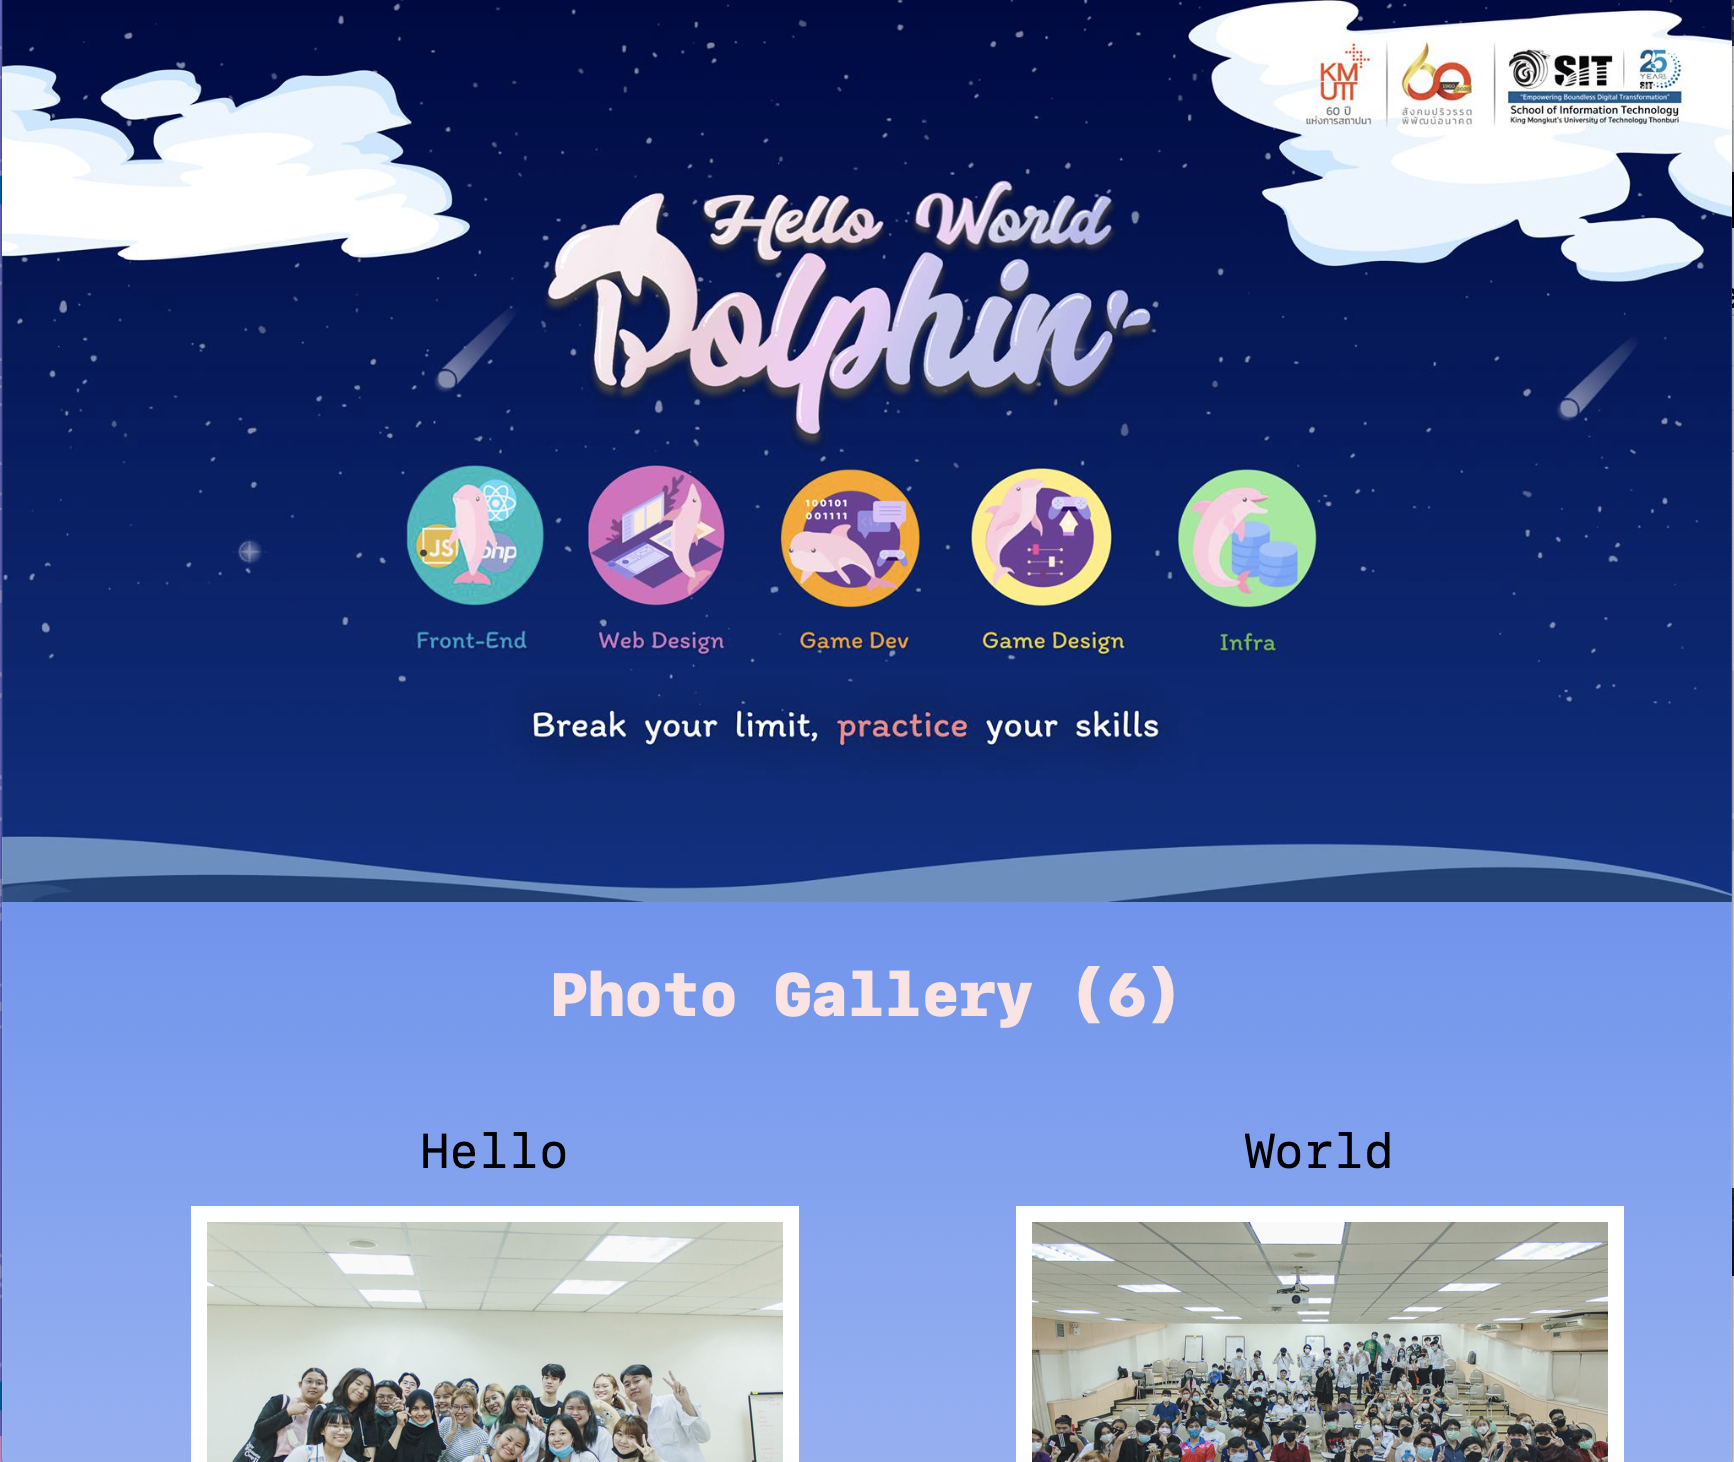 KM
UTT
60 ปี
แห่งการสถาปนา
60
สังคมปริวรรต
พิพัฒน์อนาคต
SIT
25
YEARS
SIT
"Empowering Boundless Digital Transformation"
School of Information Technology
King Mongkut's University of Technology Thonburi
Hello World
Dolphin
JS
php
100101
001111
Front-End
Web Design
Game Dev
Game Design
Infra
Break your limit, practice your skills
Photo Gallery (6)
Hello
World